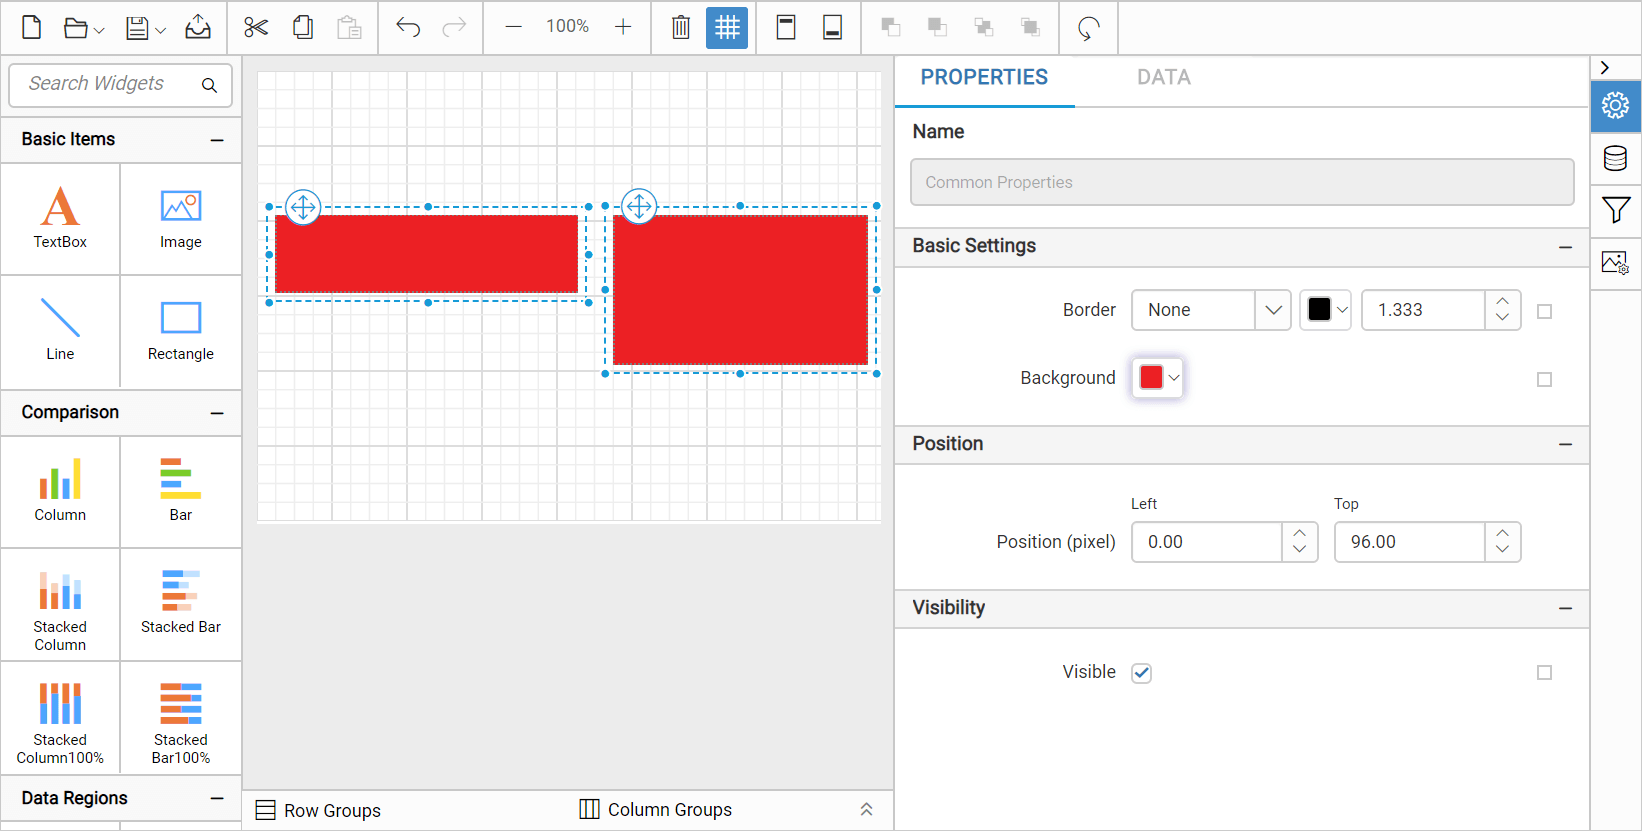 100%
Search Widgets
PROPERTIES
DATA
Basic Items
Name
Common Properties
TextBox
Image
Basic Settings
Border
None
1.333
Line
Rectangle
Background
Comparison
Position
Left
Top
Column
Bar
Position (pixel)
0.00
96.00
Visibility
Stacked
Column
Stacked Bar
Visible
Stacked
Column100%
Stacked
Bar100%
Data Regions
Row Groups
Column Groups